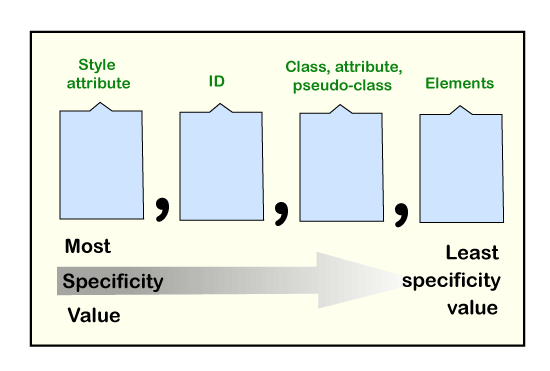 Style
attribute
ID
Class, attribute,
pseudo-class
Elements
, , ,
Most
Specificity
Value
Least
specificity
value